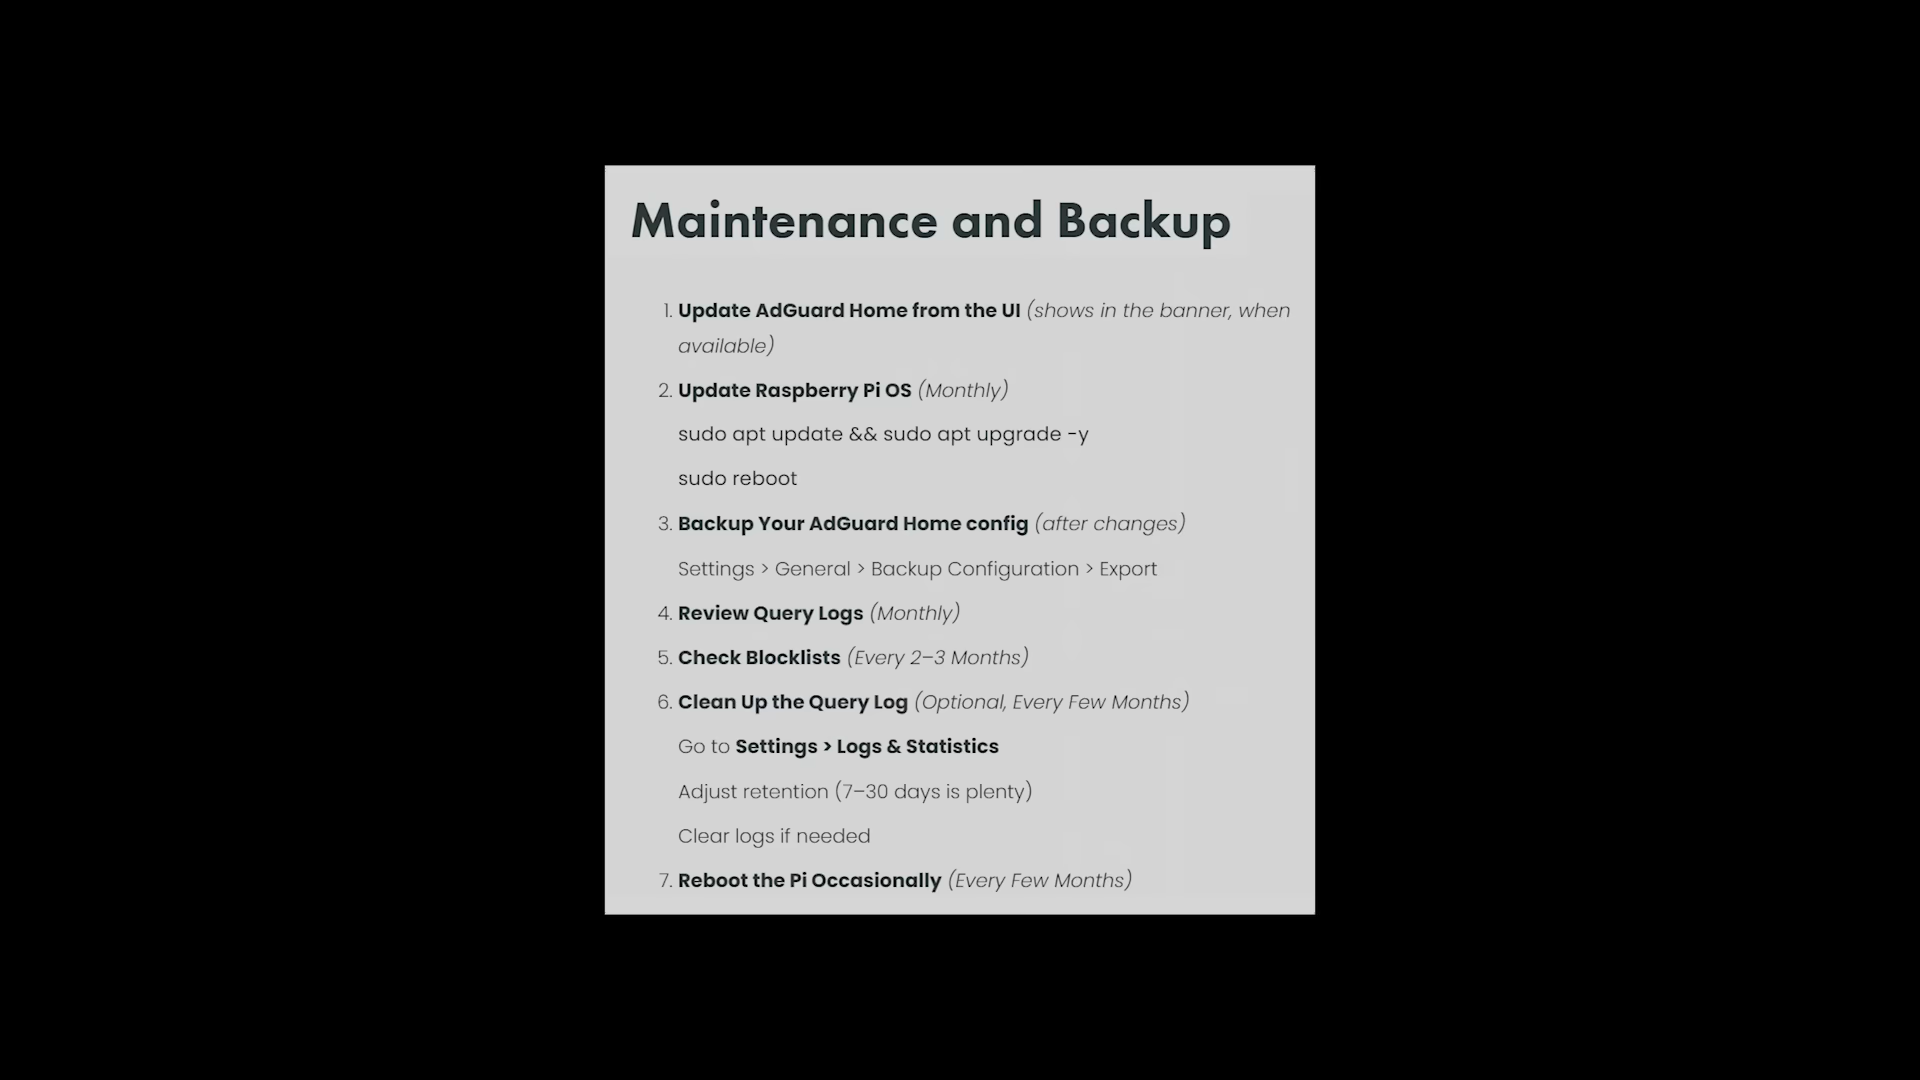 Maintenance and Backup
1. Update AdGuard Home from the UI (shows in the banner, when
available)
2. Update Raspberry Pi OS (Monthly)
sudo apt update && sudo apt upgrade -y
sudo reboot
3. Backup Your AdGuard Home config (after changes)
Settings > General > Backup Configuration > Export
4. Review Query Logs (Monthly)
5. Check Blocklists (Every 2–3 Months)
6. Clean Up the Query Log (Optional, Every Few Months)
Go to Settings > Logs & Statistics
Adjust retention (7–30 days is plenty)
Clear logs if needed
7. Reboot the Pi Occasionally (Every Few Months)